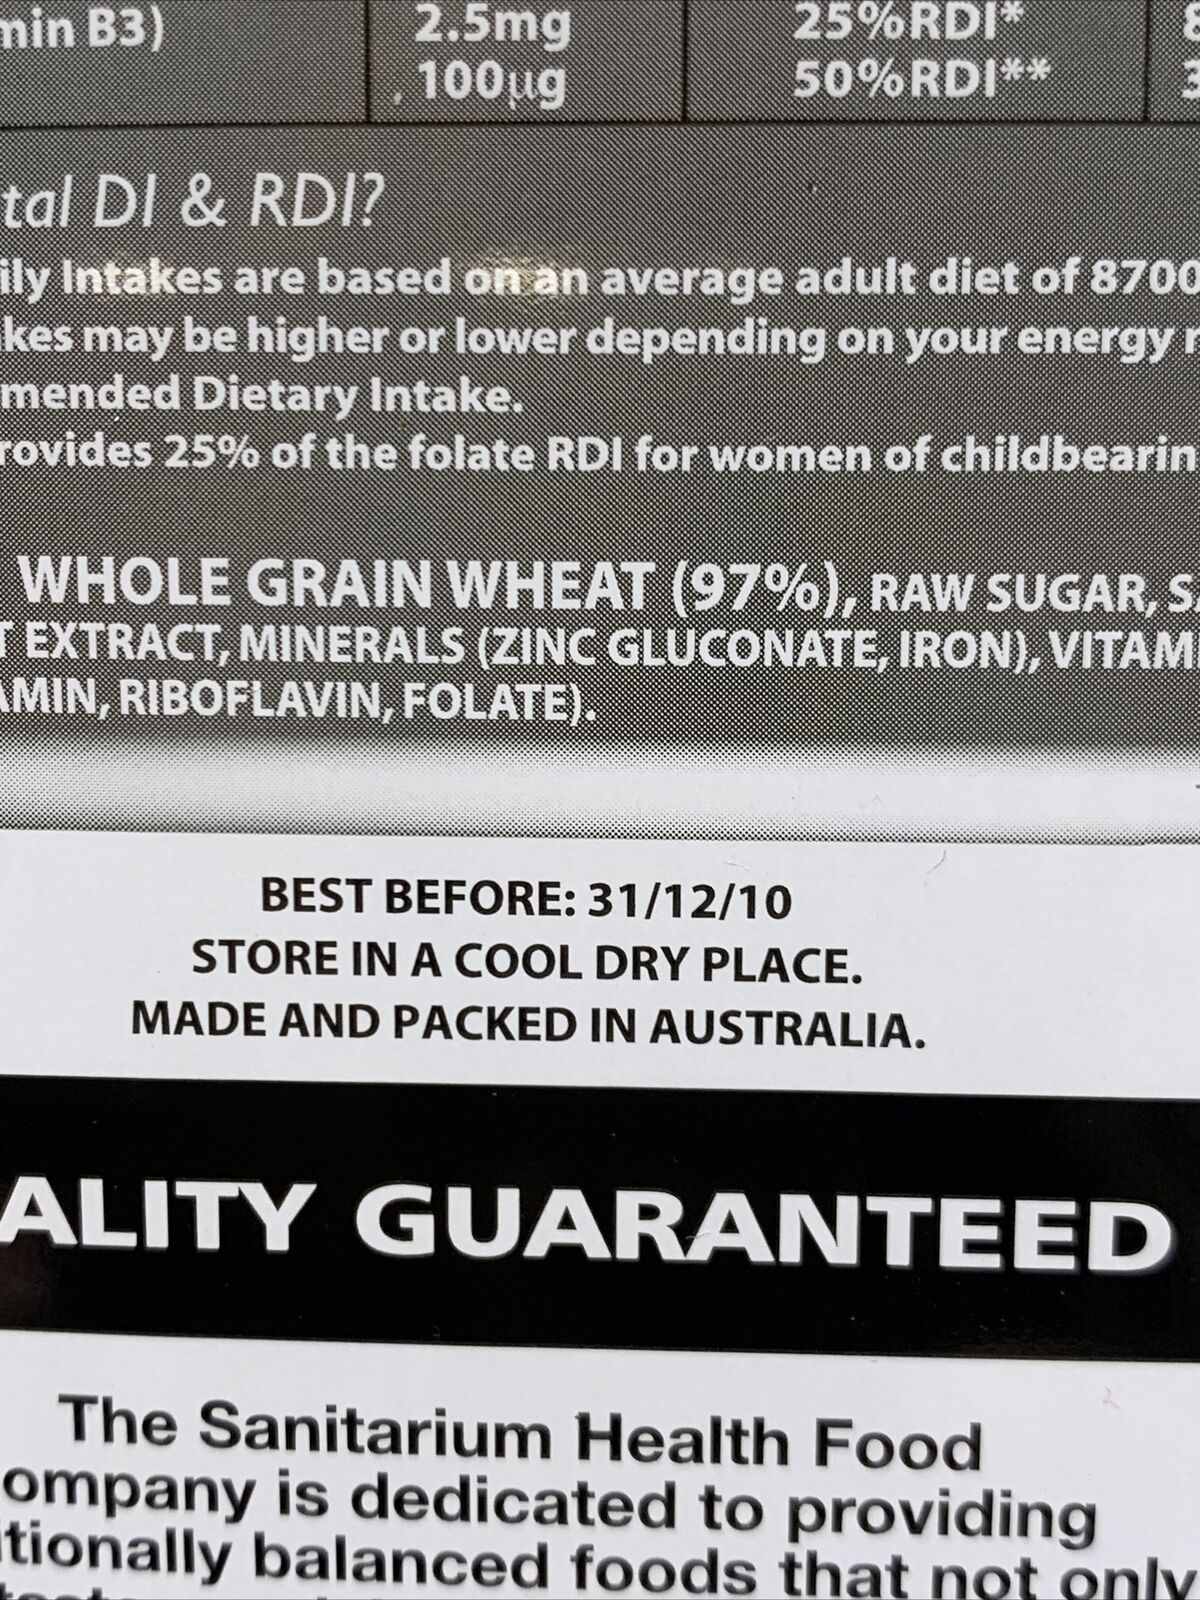 min B3) 2.5mg 25%RDI*
100µg 50%RDI**
tal DI & RDI?
ily Intakes are based on an average adult diet of 8700
kes may be higher or lower depending on your energy r
mended Dietary Intake.
rovides 25% of the folate RDI for women of childbearin
WHOLE GRAIN WHEAT (97%), RAW SUGAR, S
T EXTRACT, MINERALS (ZINC GLUCONATE, IRON), VITAM
AMIN, RIBOFLAVIN, FOLATE).
BEST BEFORE: 31/12/10
STORE IN A COOL DRY PLACE.
MADE AND PACKED IN AUSTRALIA.
ALITY GUARANTEED
The Sanitarium Health Food
ompany is dedicated to providing
itionally balanced foods that not only